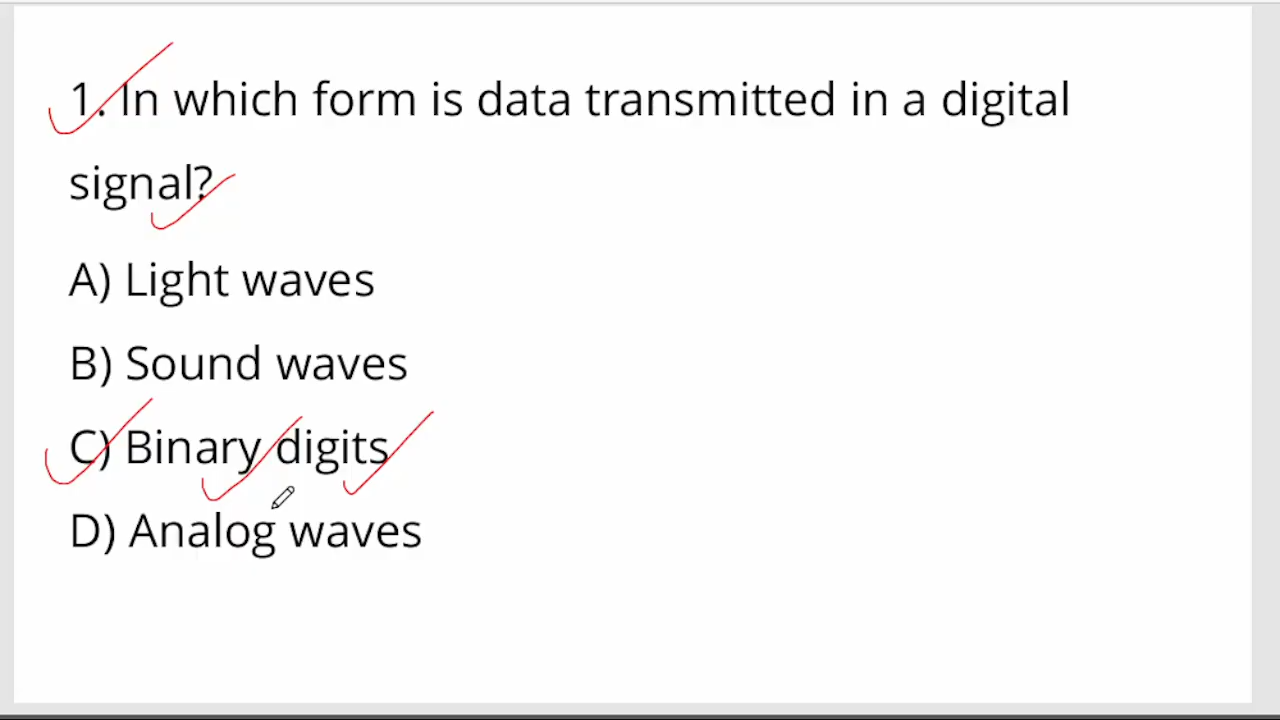 1. In which form is data transmitted in a digital
signal?
A) Light waves
B) Sound waves
C) Binary digits
D) Analog waves